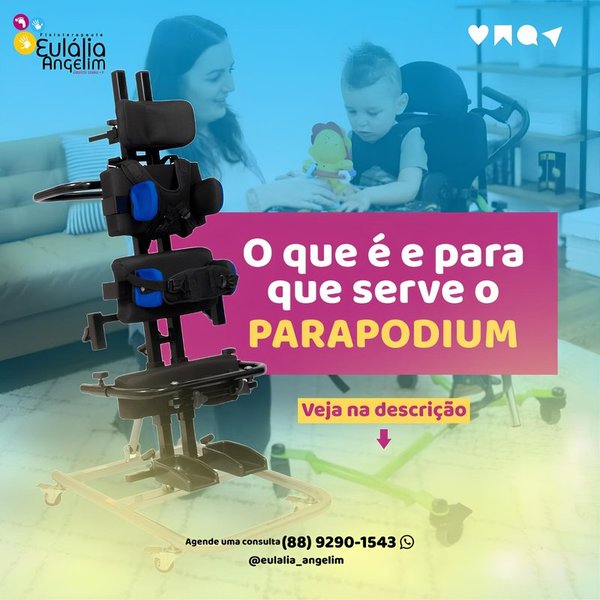 Fisioterapeuta
Eulália
Angelim
O que é e para
que serve o
PARAPODIUM
Veja na descrição
Agende uma consulta (88) 9290-1543
@eulalia_angelim